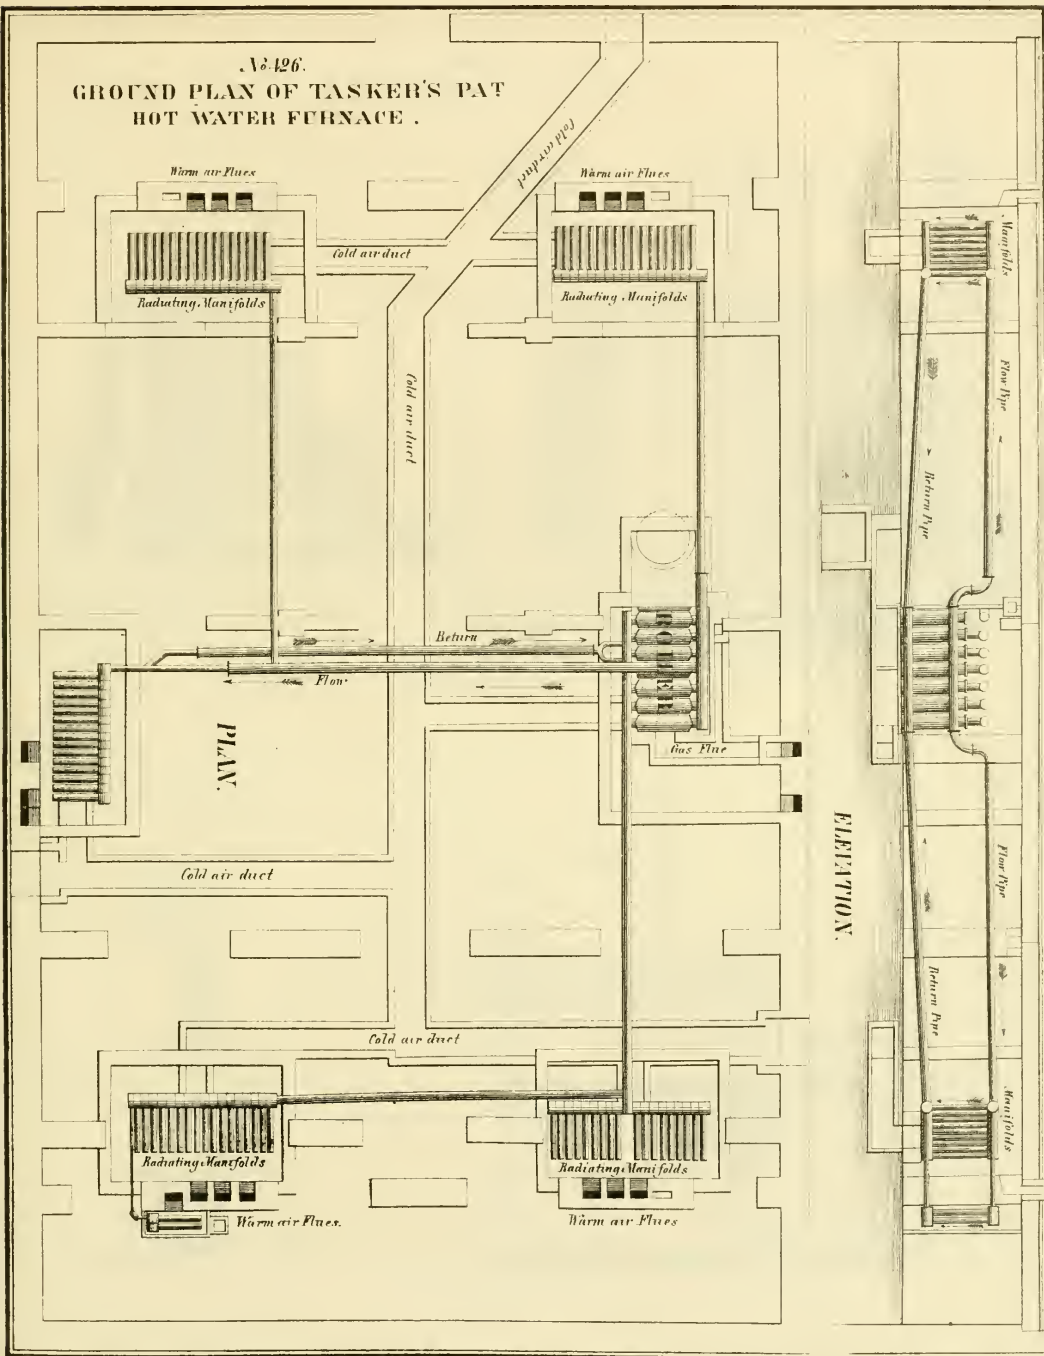 No. 426.
GROUND PLAN OF TASKER'S PAT
HOT WATER FURNACE.
Cold air duct
Warm air Flues
Warm air Flues
Cold air duct
Radiating Manifolds
Radiating Manifolds
Cold air duct
Return
Flow
BOILER
Gas Flue
PLAN.
Cold air duct
Cold air duct
Radiating Manifolds
Radiating Manifolds
Warm air Flues.
Warm air Flues
Manifolds
Flow Pipe
Return Pipe
ELEVATION.
Flow Pipe
Return Pipe
Manifolds